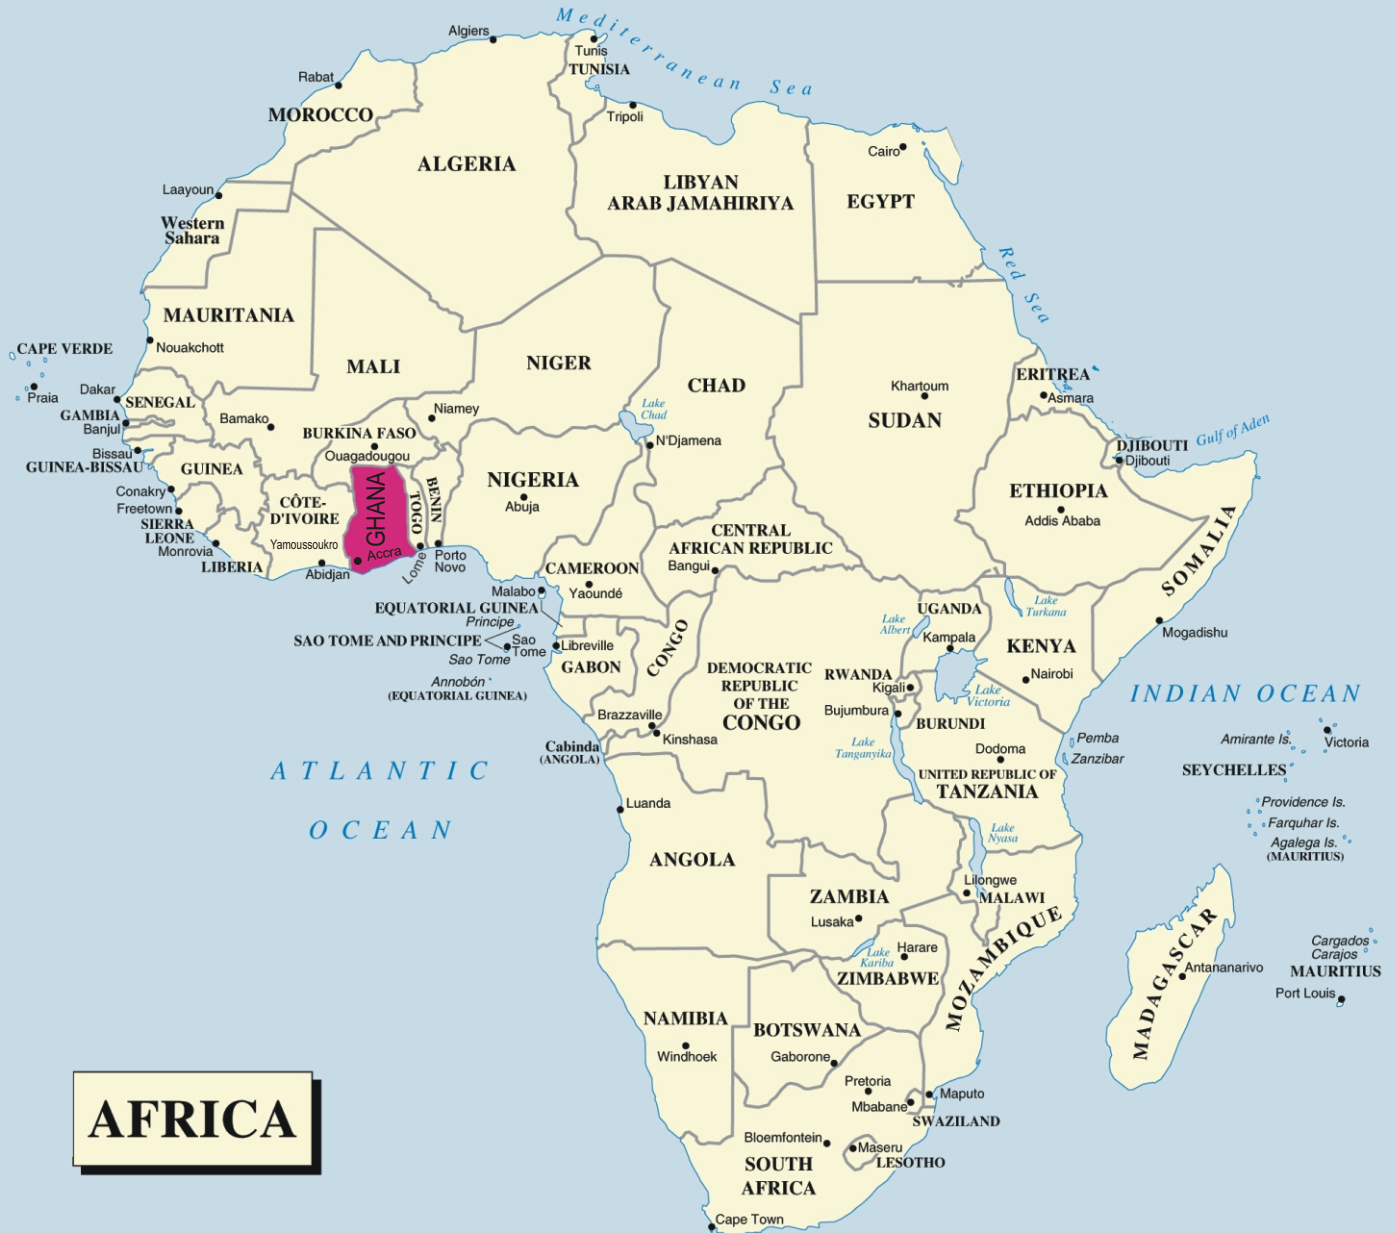 Mediterranean Sea
Algiers
Tunis
TUNISIA
Rabat
MOROCCO
Tripoli
ALGERIA
Cairo
LIBYAN
ARAB JAMAHIRIYA
EGYPT
Laayoun
Western
Sahara
Red Sea
MAURITANIA
Nouakchott
CAPE VERDE
Praia
MALI
NIGER
CHAD
Khartoum
SUDAN
ERITREA
Asmara
Dakar
SENEGAL
GAMBIA
Banjul
Bamako
Niamey
Lake
Chad
N'Djamena
BURKINA FASO
Ouagadougou
Bissau
GUINEA-BISSAU
GUINEA
DJIBOUTI
Djibouti
Gulf of Aden
NIGERIA
Abuja
BENIN
TOGO
GHANA
Accra
Conakry
Freetown
SIERRA
LEONE
Monrovia
LIBERIA
CÔTE-
D'IVOIRE
Yamoussoukro
Abidjan
Lome
Porto
Novo
ETHIOPIA
Addis Ababa
SOMALIA
Mogadishu
CENTRAL
AFRICAN REPUBLIC
Bangui
CAMEROON
Yaoundé
Malabo
EQUATORIAL GUINEA
Principe
SAO TOME AND PRINCIPE
Sao
Tome
Sao Tome
Annobón
(EQUATORIAL GUINEA)
Libreville
GABON
CONGO
Brazzaville
Kinshasa
DEMOCRATIC
REPUBLIC
OF THE
CONGO
UGANDA
Lake
Albert
Kampala
Lake
Turkana
KENYA
Nairobi
RWANDA
Kigali
Bujumbura
BURUNDI
Lake
Victoria
Lake
Tanganyika
Dodoma
UNITED REPUBLIC OF
TANZANIA
Pemba
Zanzibar
INDIAN OCEAN
Amirante Is.
Victoria
SEYCHELLES
Providence Is.
Farquhar Is.
Agalega Is.
(MAURITIUS)
Cabinda
(ANGOLA)
ATLANTIC
OCEAN
Luanda
ANGOLA
Lake
Nyasa
Lilongwe
MALAWI
ZAMBIA
Lusaka
Lake
Kariba
Harare
ZIMBABWE
MOZAMBIQUE
MADAGASCAR
Antananarivo
Cargados
Carajos
MAURITIUS
Port Louis
NAMIBIA
Windhoek
BOTSWANA
Gaborone
Pretoria
Mbabane
Maputo
SWAZILAND
Bloemfontein
Maseru
LESOTHO
SOUTH
AFRICA
Cape Town
AFRICA